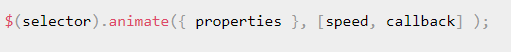 $(selector).animate({ properties }, [speed, callback] );